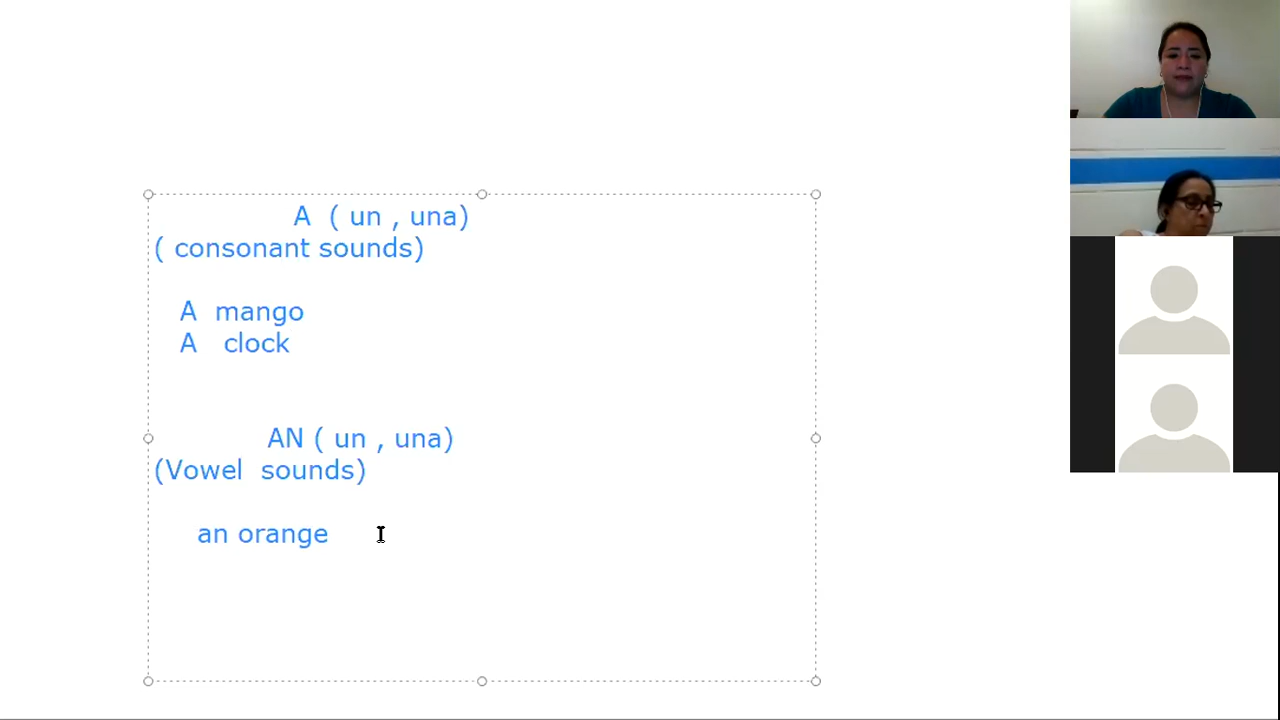 A ( un , una)
( consonant sounds)
A mango
A clock
AN ( un , una)
(Vowel sounds)
an orange